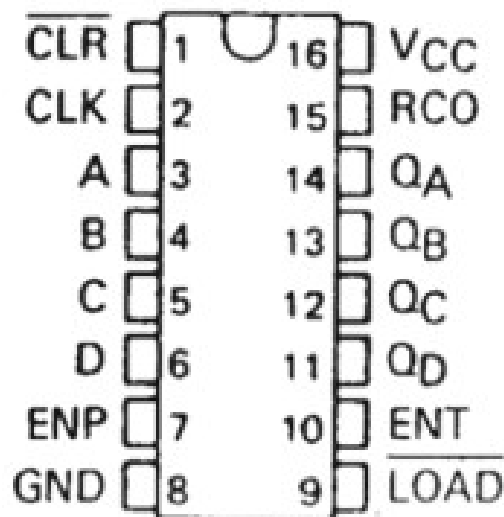 CLR 1 16 VCC
CLK 2 15 RCO
A 3 14 QA
B 4 13 QB
C 5 12 QC
D 6 11 QD
ENP 7 10 ENT
GND 8 9 LOAD